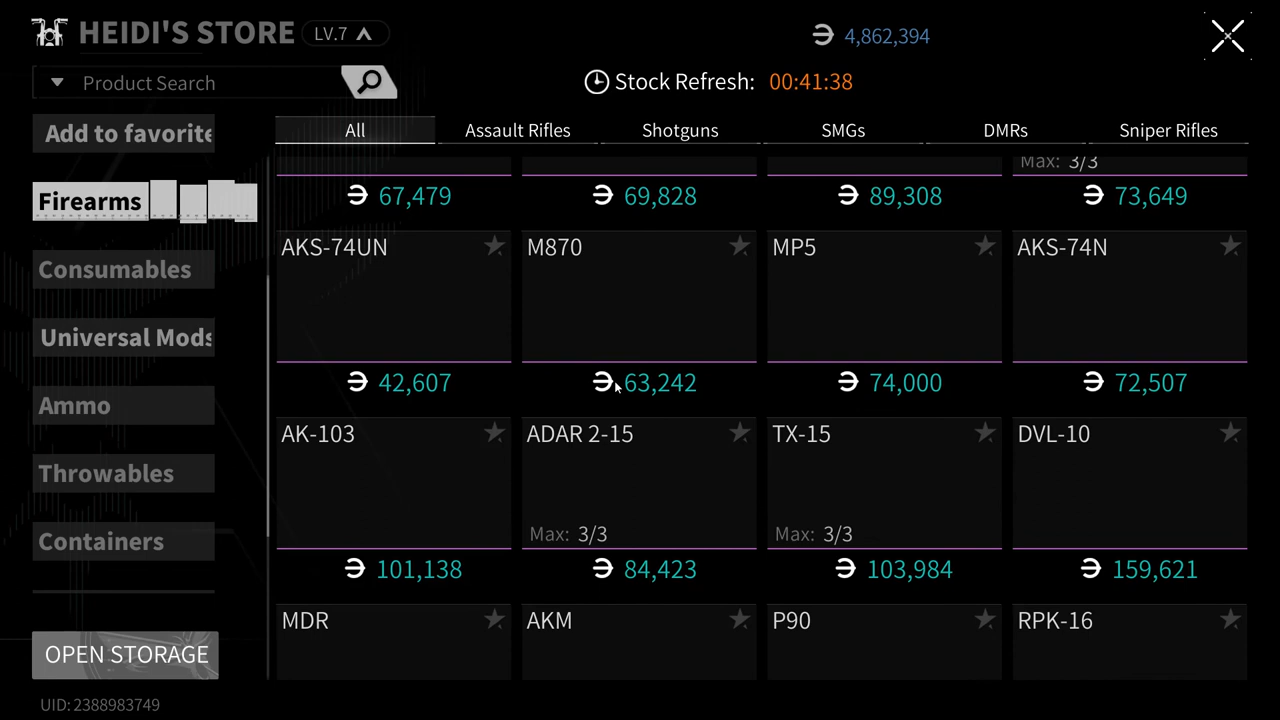 HEIDI'S STORE
LV.7
4,862,394
Product Search
Stock Refresh: 00:41:38
Add to favorite
Firearms
Consumables
Universal Mods
Ammo
Throwables
Containers
OPEN STORAGE
UID: 2388983749
All Assault Rifles Shotguns SMGs DMRs Sniper Rifles
Max: 3/3
67,479 69,828 89,308 73,649
AKS-74UN M870 MP5 AKS-74N
42,607 63,242 74,000 72,507
AK-103 ADAR 2-15 TX-15 DVL-10
Max: 3/3 Max: 3/3
101,138 84,423 103,984 159,621
MDR AKM P90 RPK-16